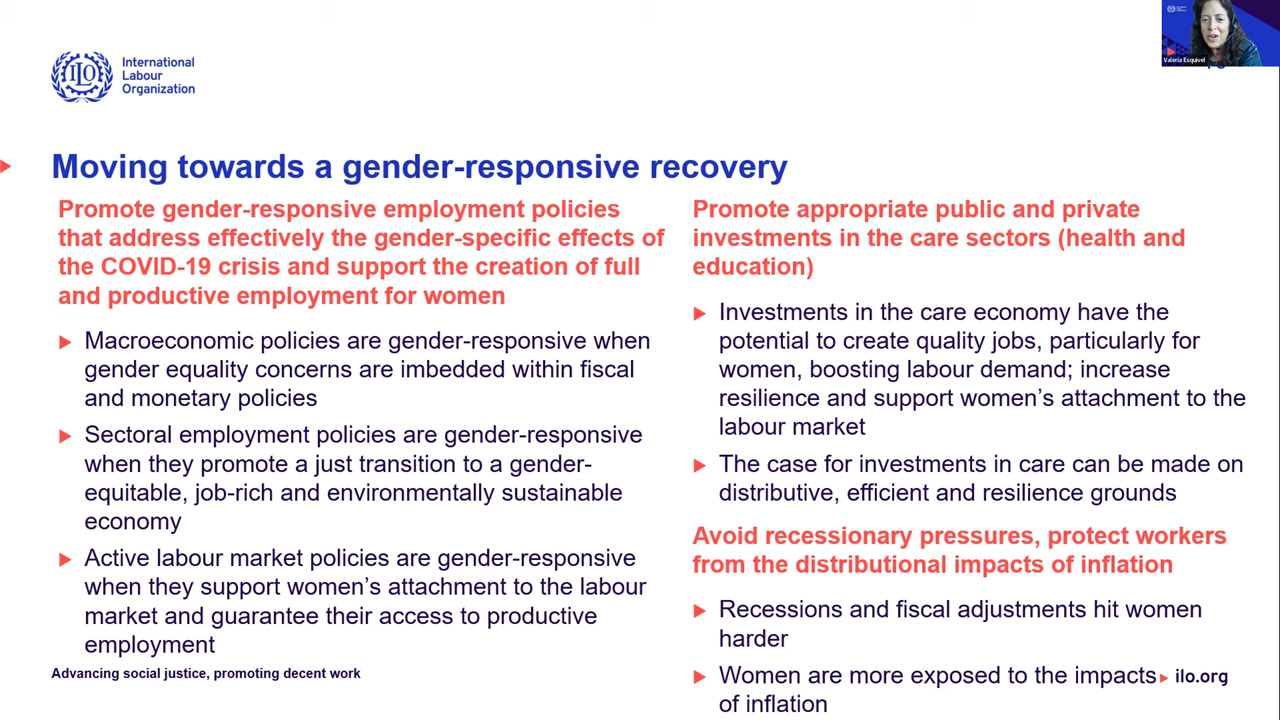 International
Labour
Organization
Valeria Esquivel
Moving towards a gender-responsive recovery
Promote gender-responsive employment policies
that address effectively the gender-specific effects of
the COVID-19 crisis and support the creation of full
and productive employment for women
Macroeconomic policies are gender-responsive when
gender equality concerns are imbedded within fiscal
and monetary policies
Sectoral employment policies are gender-responsive
when they promote a just transition to a gender-
equitable, job-rich and environmentally sustainable
economy
Active labour market policies are gender-responsive
when they support women’s attachment to the labour
market and guarantee their access to productive
employment
Promote appropriate public and private
investments in the care sectors (health and
education)
Investments in the care economy have the
potential to create quality jobs, particularly for
women, boosting labour demand; increase
resilience and support women’s attachment to the
labour market
The case for investments in care can be made on
distributive, efficient and resilience grounds
Avoid recessionary pressures, protect workers
from the distributional impacts of inflation
Recessions and fiscal adjustments hit women
harder
Women are more exposed to the impacts
of inflation
Advancing social justice, promoting decent work
ilo.org